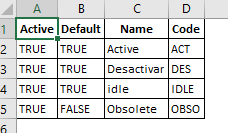 A B C D
1 Active Default Name Code
2 TRUE TRUE Active ACT
3 TRUE TRUE Desactivar DES
4 TRUE TRUE idle IDLE
5 TRUE FALSE Obsolete OBSO
6